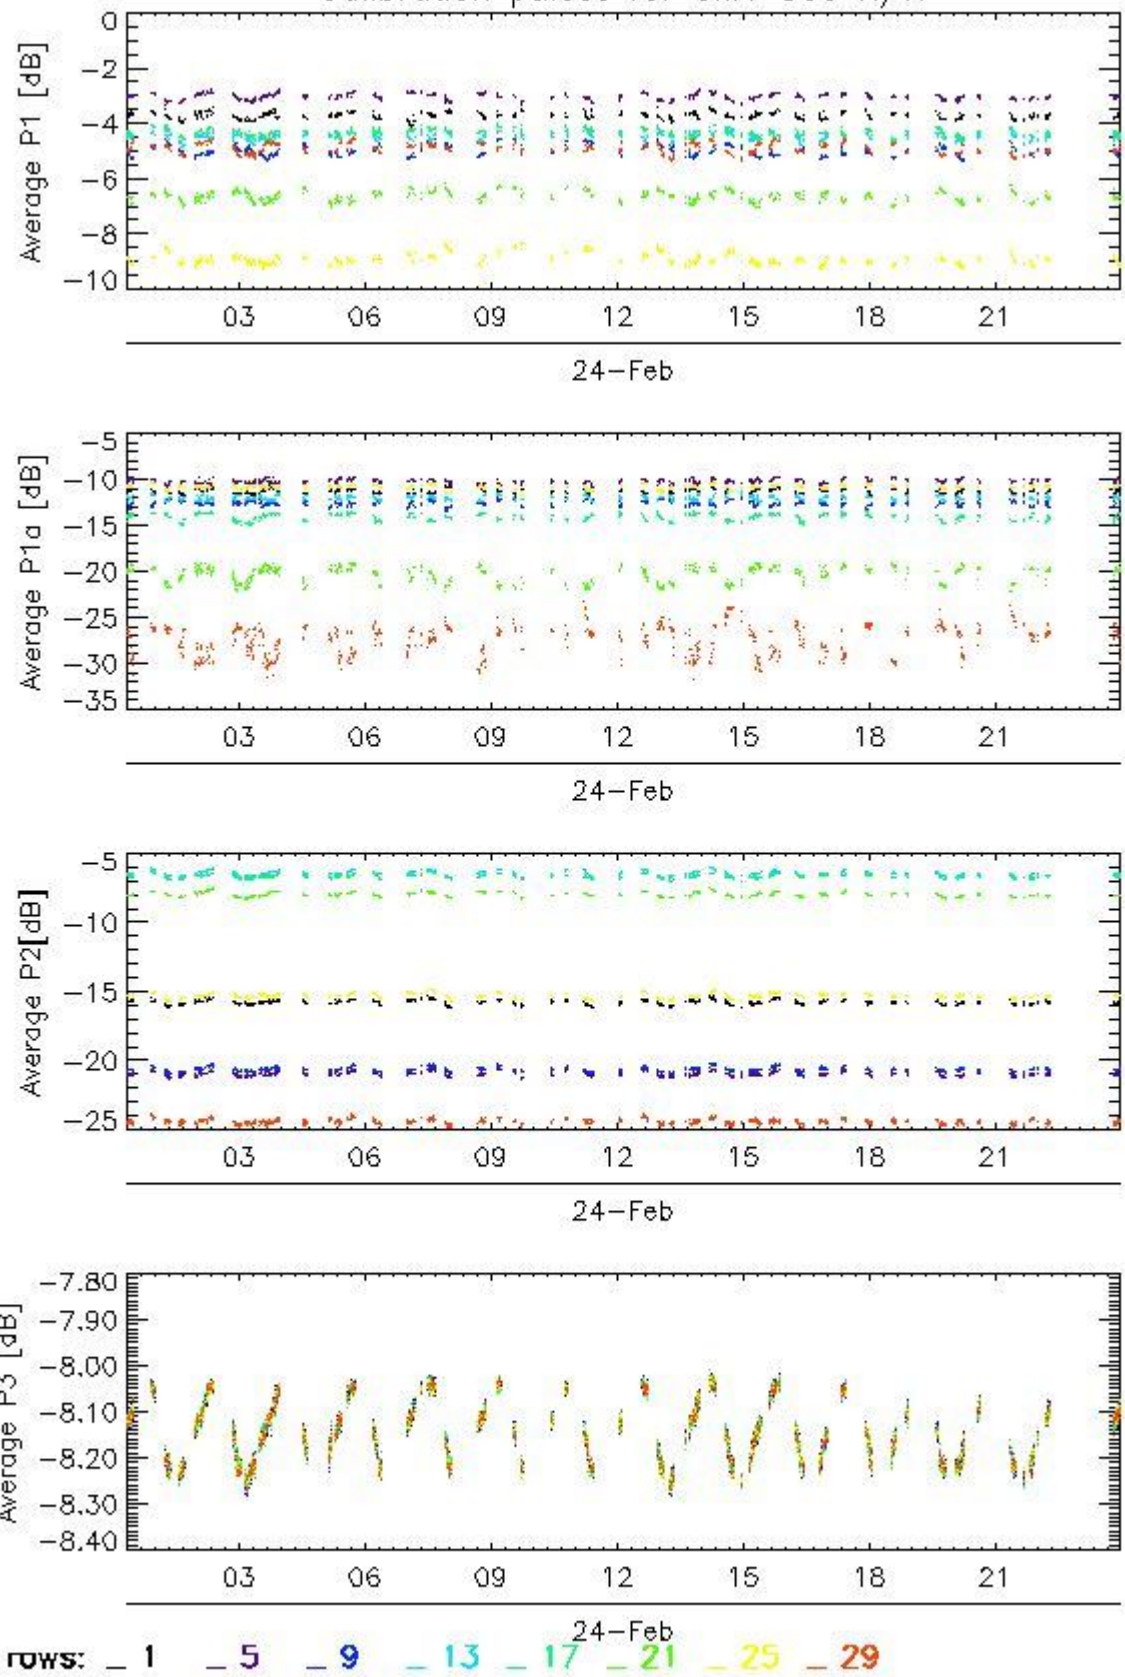 Average P1 [dB]
0
−2
−4
−6
−8
−10
03 06 09 12 15 18 21
24−Feb
Average P1a [dB]
−5
−10
−15
−20
−25
−30
−35
03 06 09 12 15 18 21
24−Feb
Average P2[dB]
−5
−10
−15
−20
−25
03 06 09 12 15 18 21
24−Feb
Average P3 [dB]
−7.80
−7.90
−8.00
−8.10
−8.20
−8.30
−8.40
03 06 09 12 15 18 21
24−Feb
rows: _ 1 _ 5 _ 9 _ 13 _ 17 _ 21 _ 25 _ 29